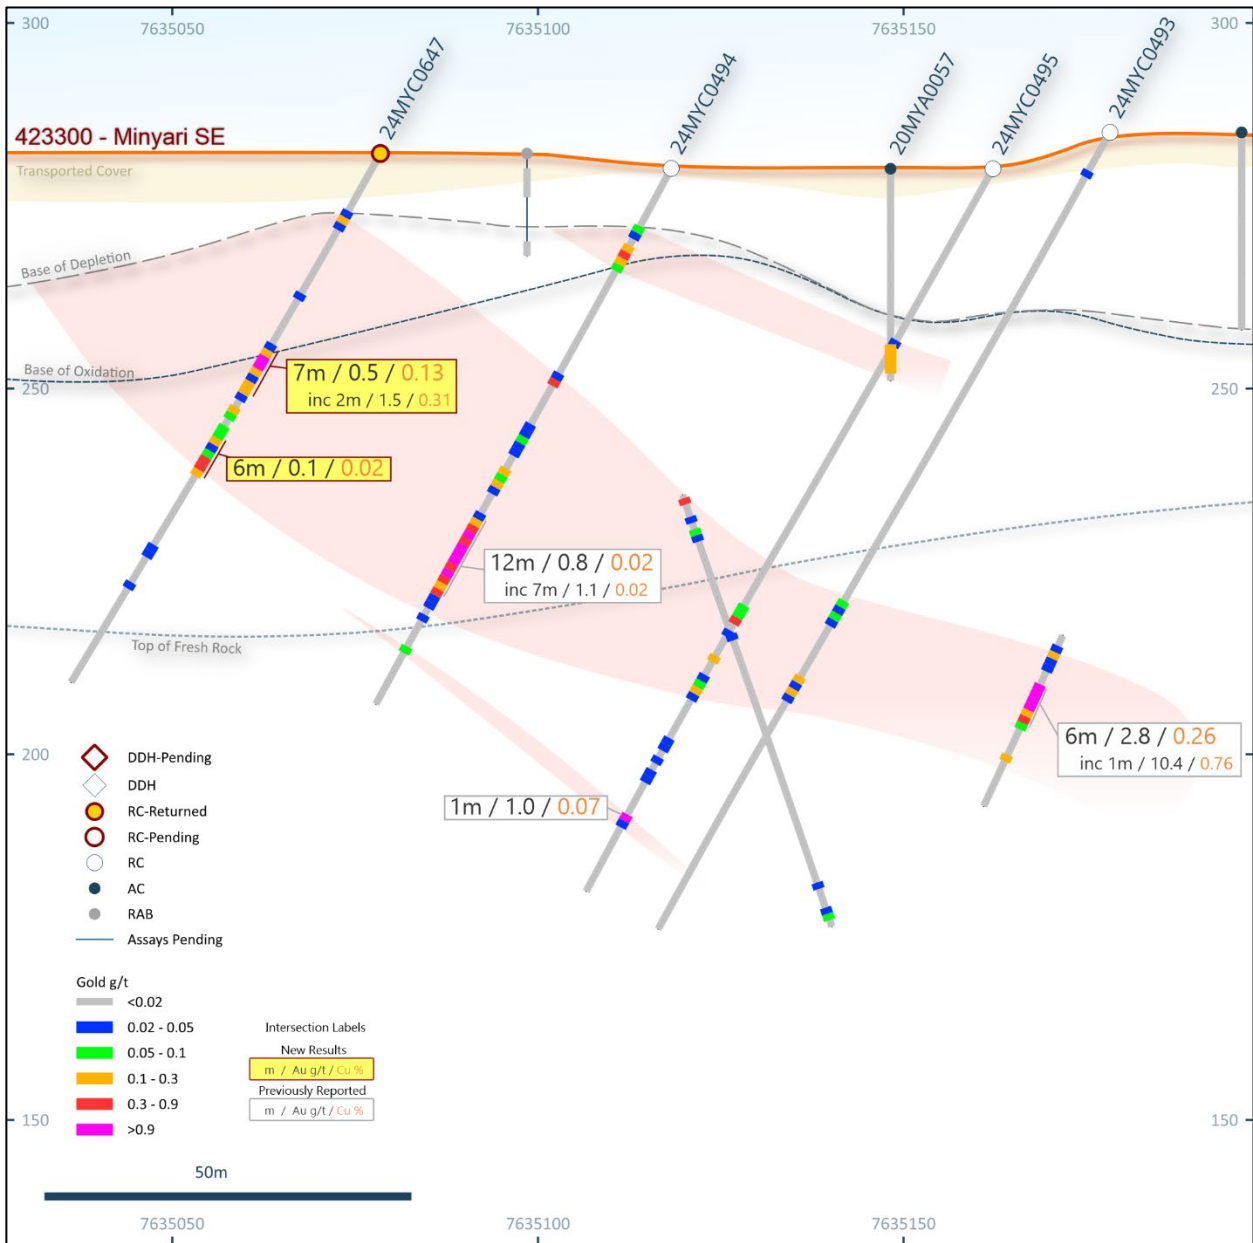 300
7635050
7635100
7635150
300
24MYC0647
24MYC0494
20MYA0057
24MYC0495
24MYC0493
423300 - Minyari SE
Transported Cover
Base of Depletion
Base of Oxidation
250
250
7m / 0.5 / 0.13
inc 2m / 1.5 / 0.31
6m / 0.1 / 0.02
12m / 0.8 / 0.02
inc 7m / 1.1 / 0.02
Top of Fresh Rock
6m / 2.8 / 0.26
inc 1m / 10.4 / 0.76
200
200
1m / 1.0 / 0.07
DDH-Pending
DDH
RC-Returned
RC-Pending
RC
AC
RAB
Assays Pending
Gold g/t
<0.02
0.02 - 0.05
0.05 - 0.1
0.1 - 0.3
0.3 - 0.9
>0.9
Intersection Labels
New Results
m / Au g/t / Cu %
Previously Reported
m / Au g/t / Cu %
150
150
50m
7635050
7635100
7635150